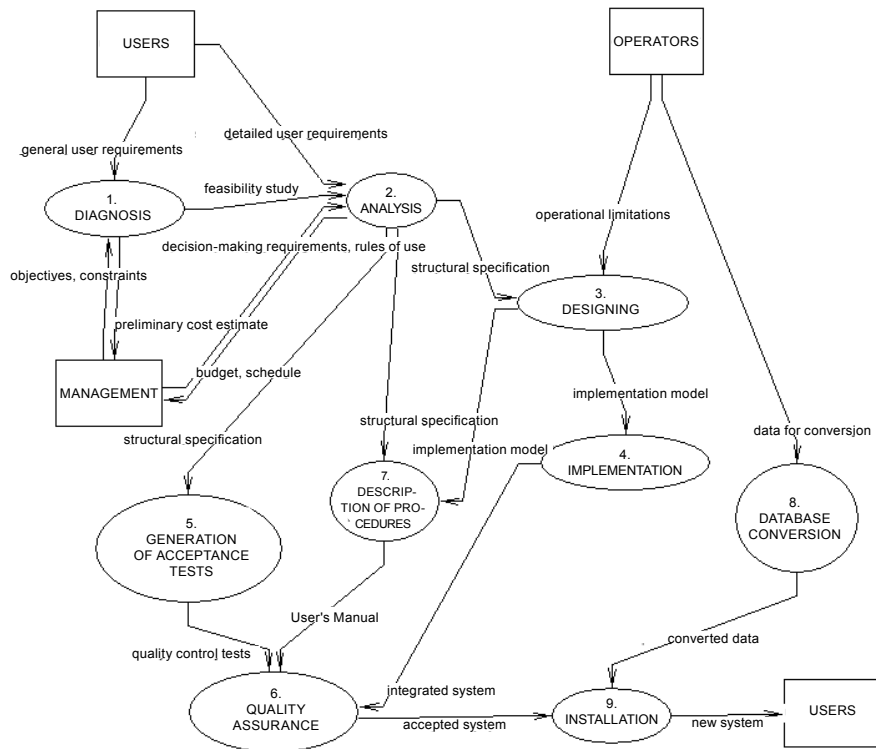 USERS
OPERATORS
detailed user requirements
general user requirements
feasibility study
1.
DIAGNOSIS
2.
ANALYSIS
operational limitations
decision-making requirements, rules of use
objectives, constraints
structural specification
3.
DESIGNING
preliminary cost estimate
MANAGEMENT
budget, schedule
implementation model
structural specification
structural specification
implementation model
data for conversion
4.
IMPLEMENTATION
7.
DESCRIP-
TION OF PRO-
CEDURES
5.
GENERATION
OF ACCEPTANCE
TESTS
8.
DATABASE
CONVERSION
User's Manual
quality control tests
converted data
6.
QUALITY
ASSURANCE
integrated system
accepted system
9.
INSTALLATION
new system
USERS